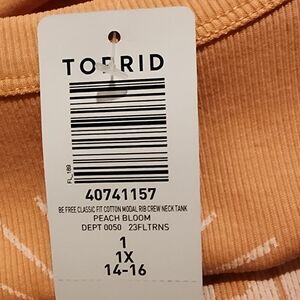 TORRID
FL_189
40741157
BE FREE CLASSIC FIT COTTON MODAL RIB CREW NECK TANK
PEACH BLOOM
DEPT 0050 23FLTRNS
1
1X
14-16